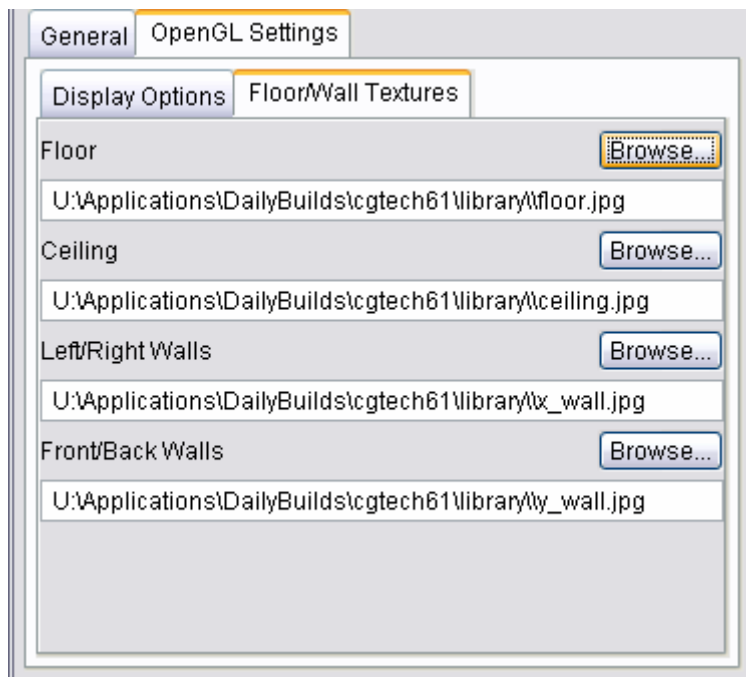 General OpenGL Settings
Display Options Floor/Wall Textures
Floor Browse...
U:\Applications\DailyBuilds\cgtech61\library\\floor.jpg
Ceiling Browse...
U:\Applications\DailyBuilds\cgtech61\library\\ceiling.jpg
Left/Right Walls Browse...
U:\Applications\DailyBuilds\cgtech61\library\\x_wall.jpg
Front/Back Walls Browse...
U:\Applications\DailyBuilds\cgtech61\library\\y_wall.jpg